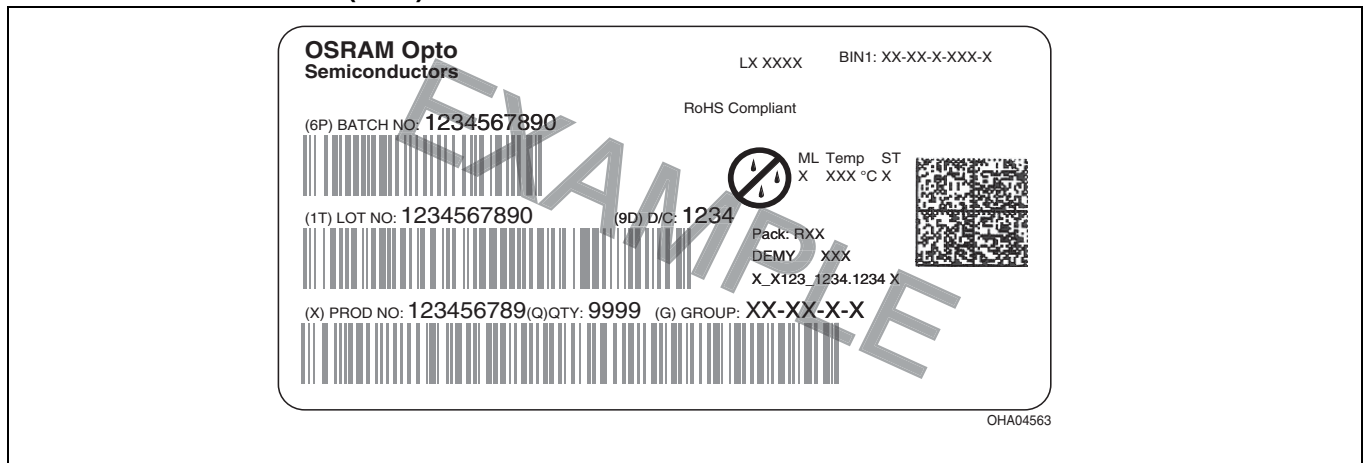 OSRAM Opto
Semiconductors
LX XXXX
BIN1: XX-XX-X-XXX-X
RoHS Compliant
(6P) BATCH NO: 1234567890
ML Temp ST
X XXX °C X
(1T) LOT NO: 1234567890
(9D) D/C: 1234
Pack: RXX
DEMY XXX
X_X123_1234.1234 X
(X) PROD NO: 123456789(Q)QTY: 9999 (G) GROUP: XX-XX-X-X
EXAMPLE
OHA04563